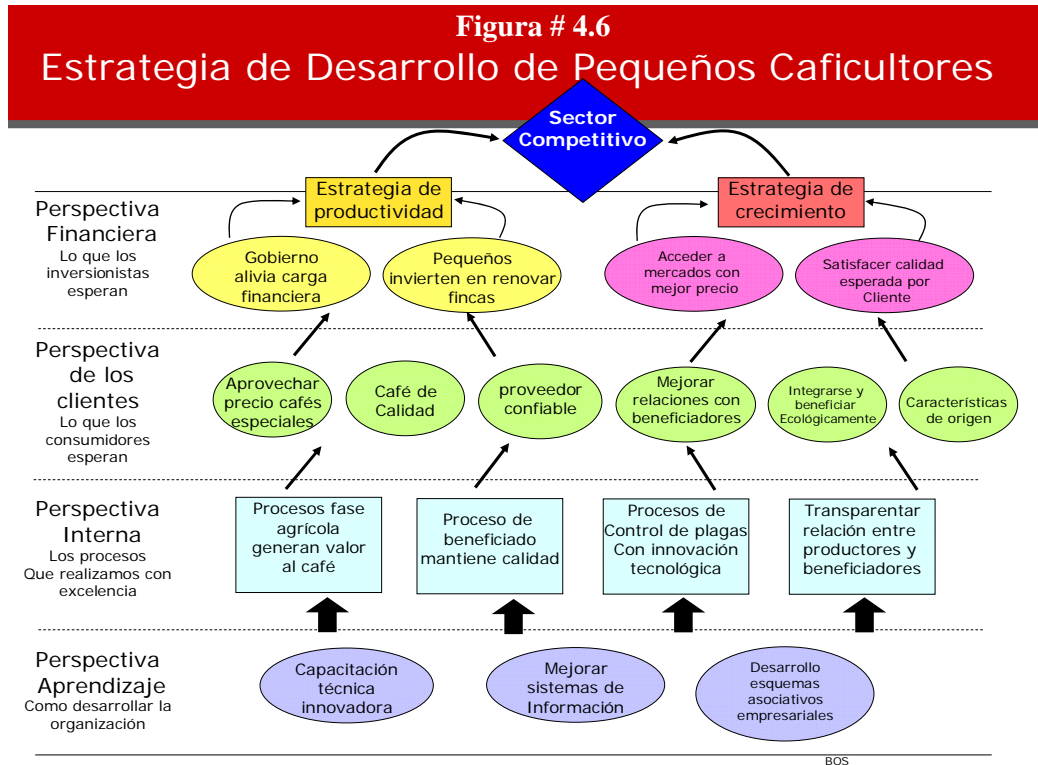 Figura # 4.6
Estrategia de Desarrollo de Pequeños Caficultores
Sector
Competitivo
Estrategia de
productividad
Estrategia de
crecimiento
Perspectiva
Financiera
Lo que los
inversionistas
esperan
Gobierno
alivia carga
financiera
Pequeños
invierten en renovar
fincas
Acceder a
mercados con
mejor precio
Satisfacer calidad
esperada por
Cliente
Perspectiva
de los
clientes
Lo que los
consumidores
esperan
Aprovechar
precio cafés
especiales
Café de
Calidad
proveedor
confiable
Mejorar
relaciones con
beneficiadores
Integrarse y
beneficiar
Ecológicamente
Características
de origen
Perspectiva
Interna
Los procesos
Que realizamos con
excelencia
Procesos fase
agrícola
generan valor
al café
Proceso de
beneficiado
mantiene calidad
Procesos de
Control de plagas
Con innovación
tecnológica
Transparentar
relación entre
productores y
beneficiadores
Perspectiva
Aprendizaje
Como desarrollar la
organización
Capacitación
técnica
innovadora
Mejorar
sistemas de
Información
Desarrollo
esquemas
asociativos
empresariales
BOS